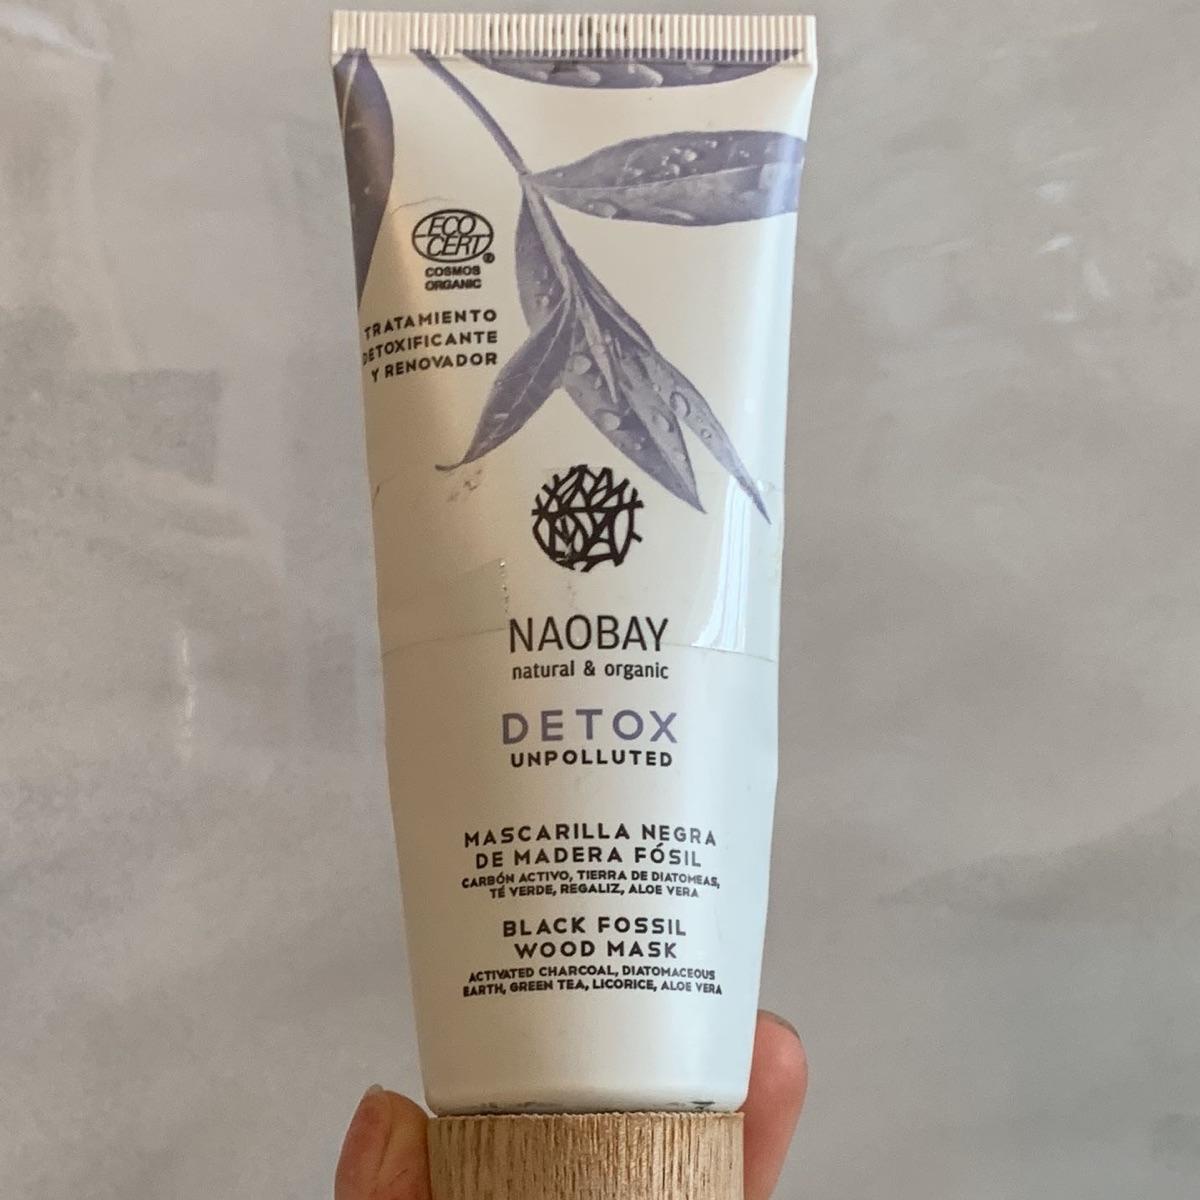 ECO
CERT®
COSMOS
ORGANIC
TRATAMIENTO
DETOXIFICANTE
Y RENOVADOR
NAOBAY
natural & organic
DETOX
UNPOLLUTED
MASCARILLA NEGRA
DE MADERA FÓSIL
CARBÓN ACTIVO, TIERRA DE DIATOMEAS,
TÉ VERDE, REGALIZ, ALOE VERA
BLACK FOSSIL
WOOD MASK
ACTIVATED CHARCOAL, DIATOMACEOUS
EARTH, GREEN TEA, LICORICE, ALOE VERA